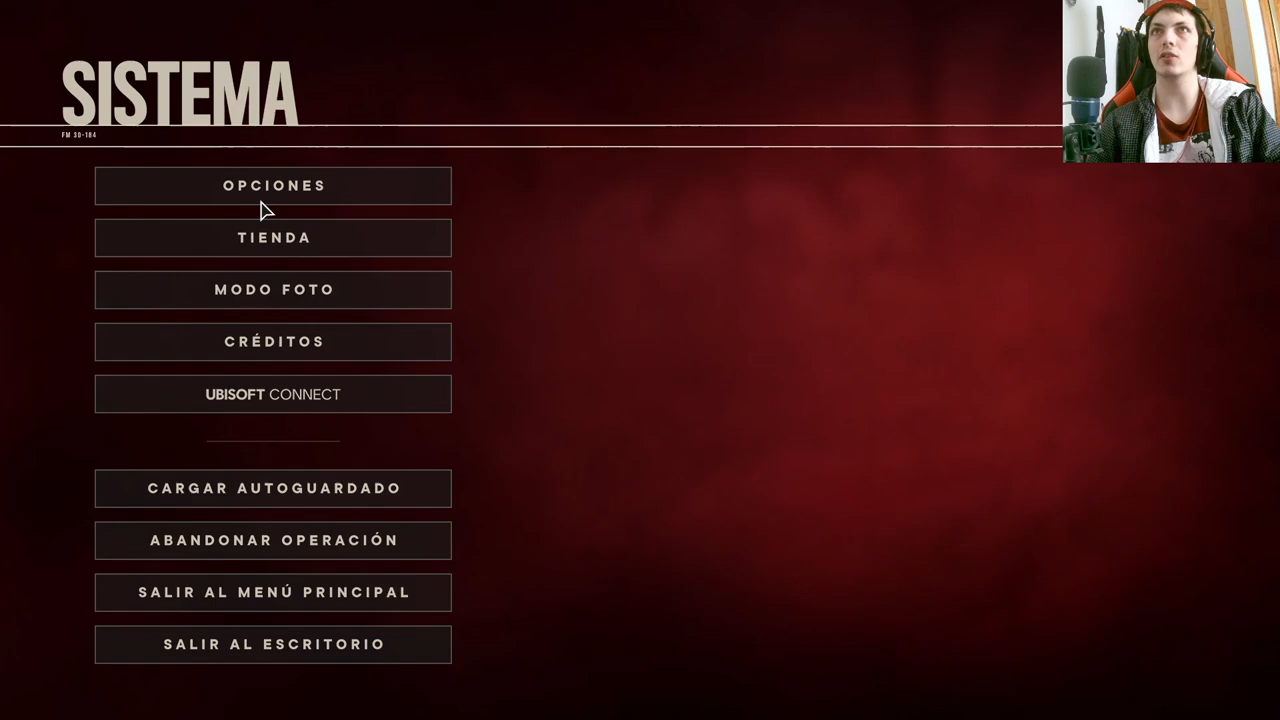 SISTEMA
FM 30-184
OPCIONES
TIENDA
MODO FOTO
CRÉDITOS
UBISOFT CONNECT
CARGAR AUTOGUARDADO
ABANDONAR OPERACIÓN
SALIR AL MENÚ PRINCIPAL
SALIR AL ESCRITORIO